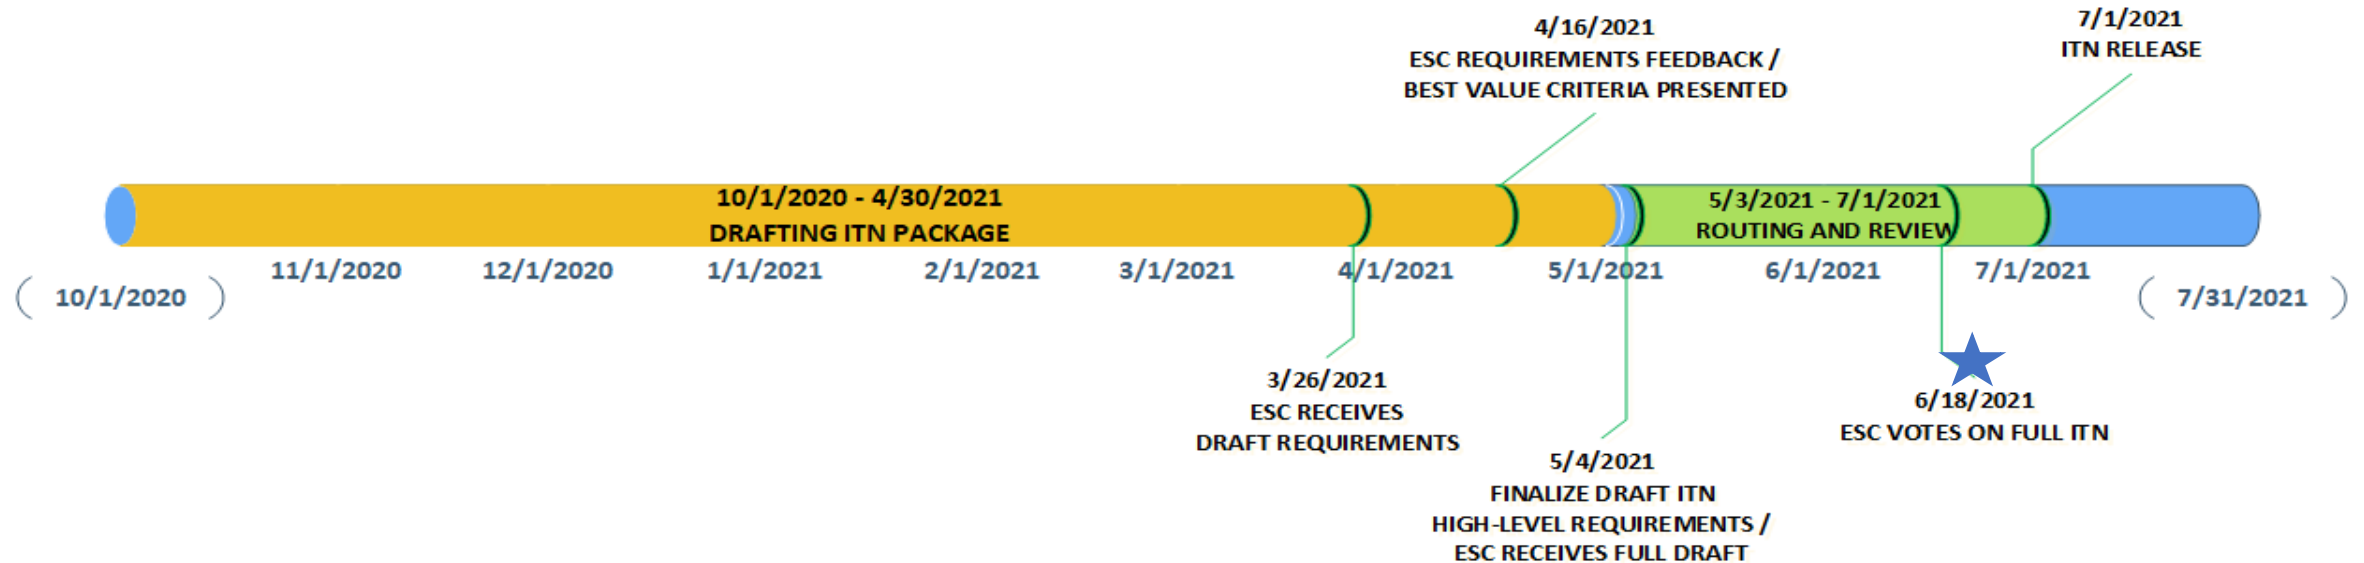 4/16/2021
ESC REQUIREMENTS FEEDBACK /
BEST VALUE CRITERIA PRESENTED
7/1/2021
ITN RELEASE
10/1/2020 - 4/30/2021
DRAFTING ITN PACKAGE
5/3/2021 - 7/1/2021
ROUTING AND REVIEW
11/1/2020
12/1/2020
1/1/2021
2/1/2021
3/1/2021
4/1/2021
5/1/2021
6/1/2021
7/1/2021
( 10/1/2020 )
( 7/31/2021 )
3/26/2021
ESC RECEIVES
DRAFT REQUIREMENTS
5/4/2021
FINALIZE DRAFT ITN
HIGH-LEVEL REQUIREMENTS /
ESC RECEIVES FULL DRAFT
6/18/2021
ESC VOTES ON FULL ITN